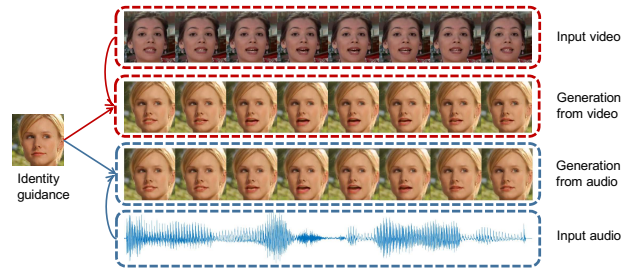 Input video
Generation
from video
Identity
guidance
Generation
from audio
Input audio